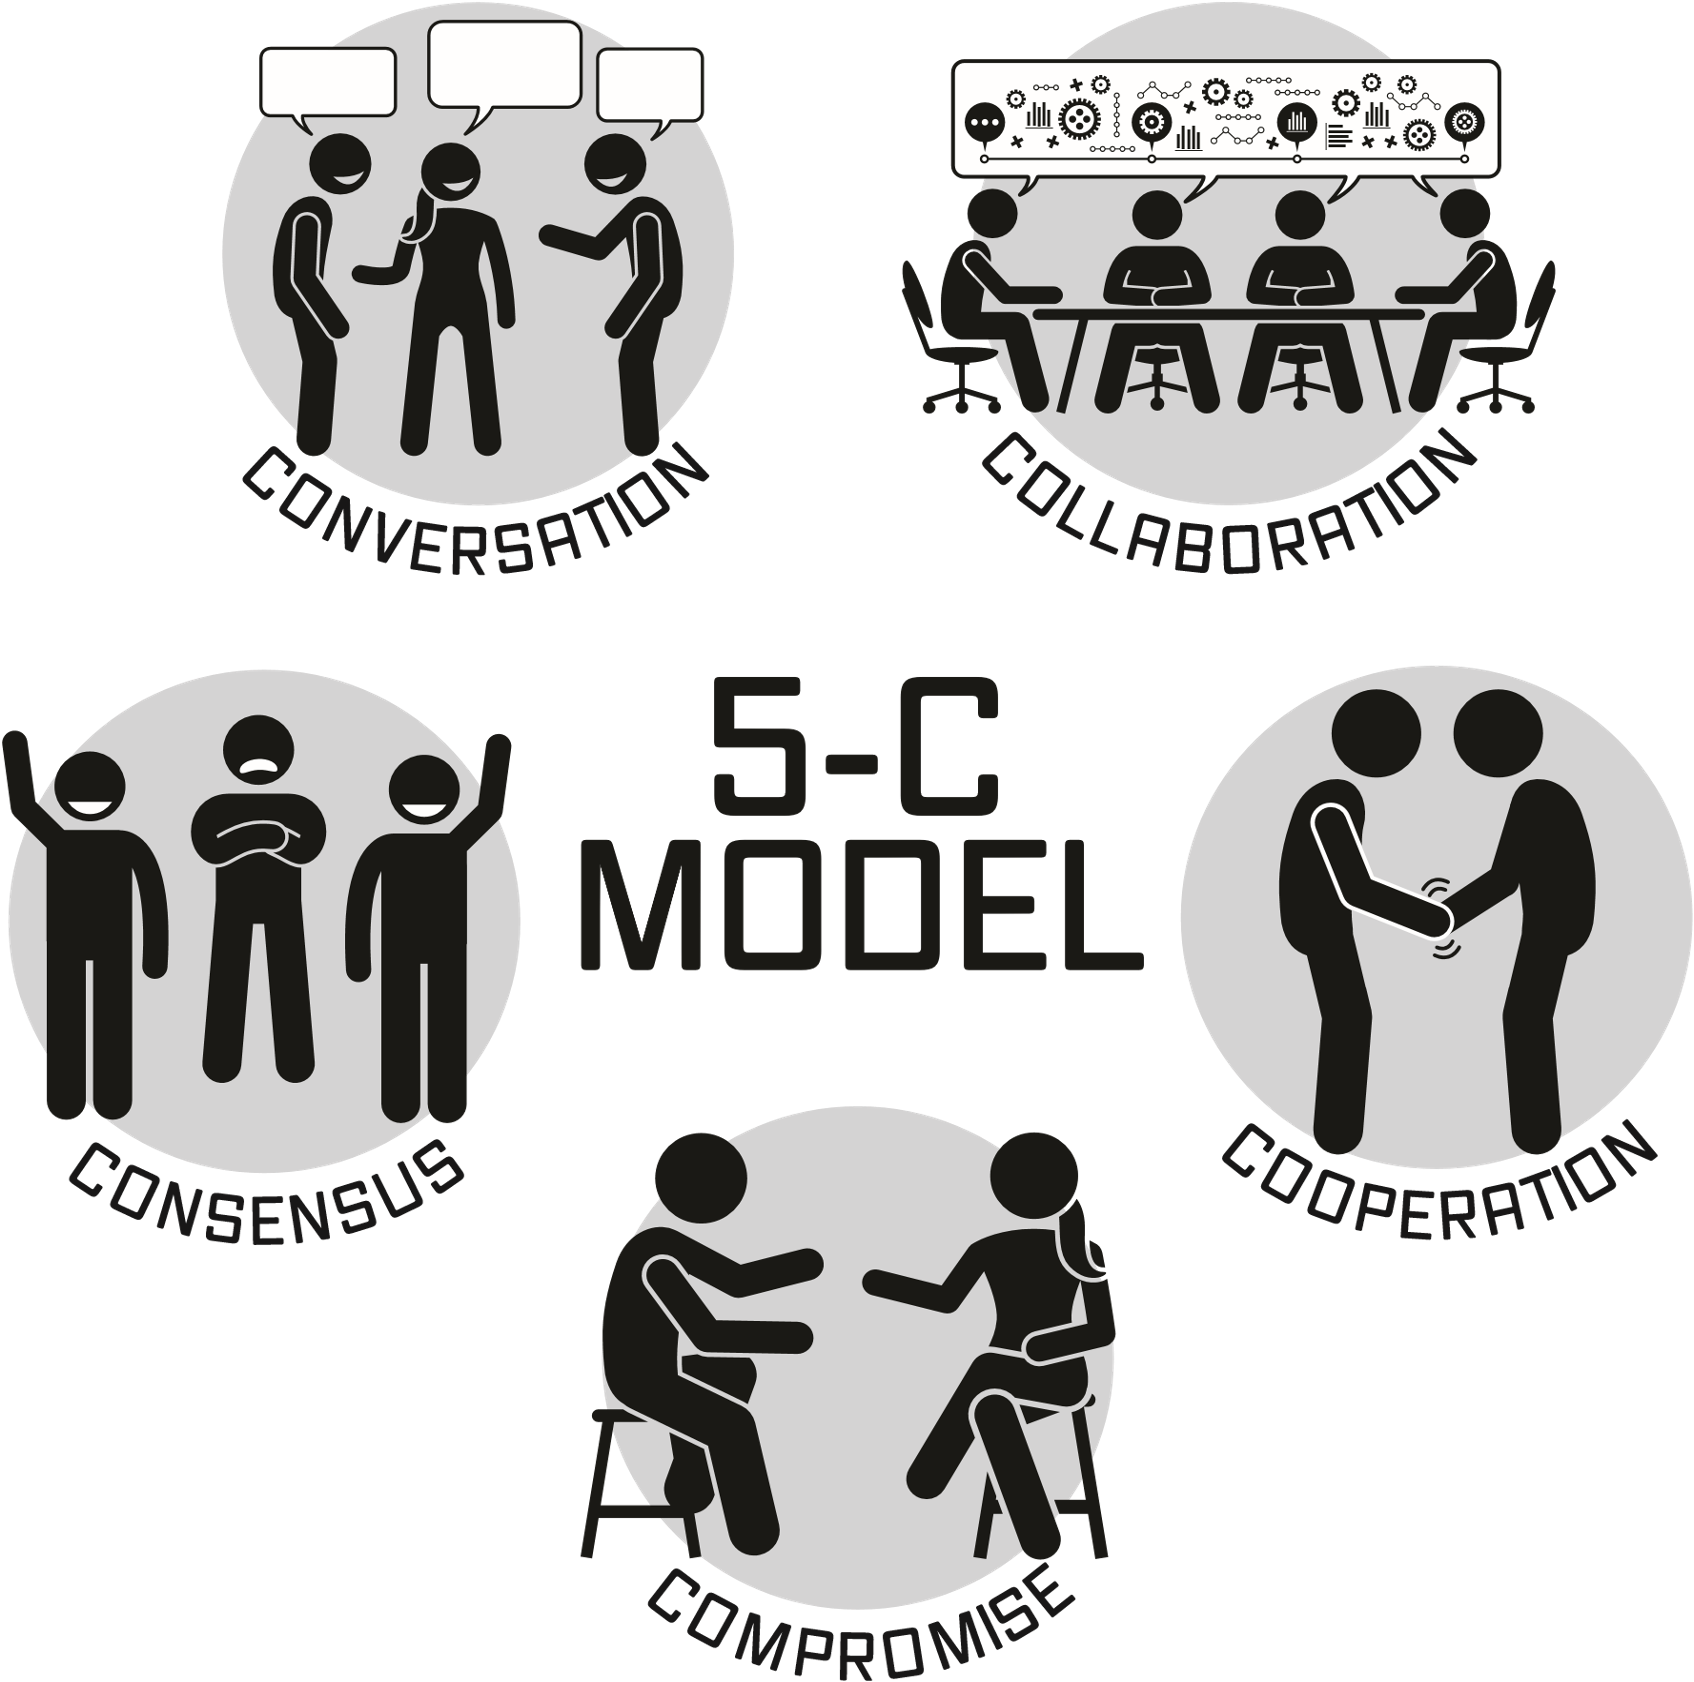 CONVERSATION
COLLABORATION
5-C
MODEL
CONSENSUS
COOPERATION
COMPROMISE